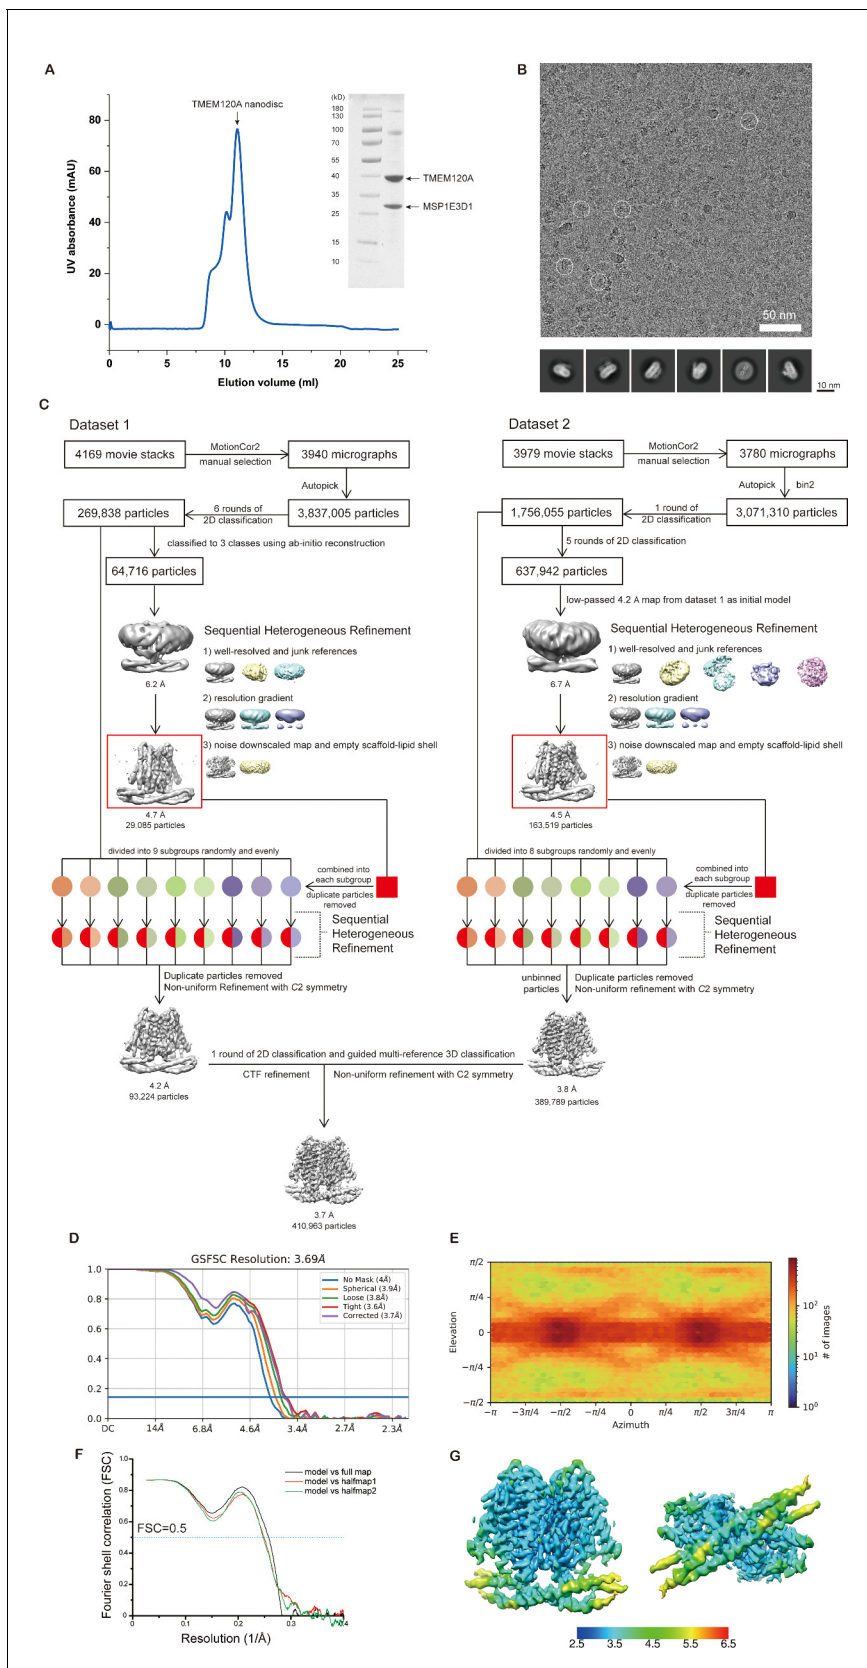 A
TMEM120A nanodisc
UV absorbance (mAU)
80
60
40
20
0
0
5
10
15
20
25
Elution volume (ml)
(kD)
180
130
100
70
55
40
35
25
15
10
TMEM120A
MSP1E3D1
B
50 nm
10 nm
C
Dataset 1
4169 movie stacks
MotionCor2
manual selection
3940 micrographs
Autopick
3,837,005 particles
6 rounds of
2D classification
269,838 particles
classified to 3 classes using ab-initio reconstruction
64,716 particles
Sequential Heterogeneous Refinement
1) well-resolved and junk references
6.2 Å
2) resolution gradient
3) noise downscaled map and empty scaffold-lipid shell
4.7 Å
29,085 particles
divided into 9 subgroups randomly and evenly
combined into
each subgroup
duplicate particles
removed
Sequential
Heterogeneous
Refinement
Duplicate particles removed
Non-uniform Refinement with C2 symmetry
4.2 Å
93,224 particles
Dataset 2
3979 movie stacks
MotionCor2
manual selection
3780 micrographs
Autopick
bin2
3,071,310 particles
1 round of
2D classification
1,756,055 particles
5 rounds of 2D classification
637,942 particles
low-passed 4.2 Å map from dataset 1 as initial model
Sequential Heterogeneous Refinement
1) well-resolved and junk references
6.7 Å
2) resolution gradient
3) noise downscaled map and empty scaffold-lipid shell
4.5 Å
163,519 particles
divided into 8 subgroups randomly and evenly
combined into
each subgroup
duplicate particles
removed
Sequential
Heterogeneous
Refinement
unbinned
particles
Duplicate particles removed
Non-uniform refinement with C2 symmetry
3.8 Å
389,789 particles
1 round of 2D classification and guided multi-reference 3D classification
CTF refinement
Non-uniform refinement with C2 symmetry
3.7 Å
410,963 particles
D
GSFSC Resolution: 3.69Å
1.0
0.8
0.6
0.4
0.2
0.0
DC
14Å
6.8Å
4.6Å
3.4Å
2.7Å
2.3Å
No Mask (4Å)
Spherical (3.9Å)
Loose (3.8Å)
Tight (3.6Å)
Corrected (3.7Å)
E
Elevation
π/2
π/4
0
−π/4
−π/2
−π
−3π/4
−π/2
−π/4
0
π/4
π/2
3π/4
π
Azimuth
10²
10¹
10⁰
# of images
F
Fourier shell correlation (FSC)
1.0
0.8
0.6
0.4
0.2
0
0
0.1
0.2
0.3
0.4
Resolution (1/Å)
model vs full map
model vs halfmap1
model vs halfmap2
FSC=0.5
G
2.5 3.5 4.5 5.5 6.5